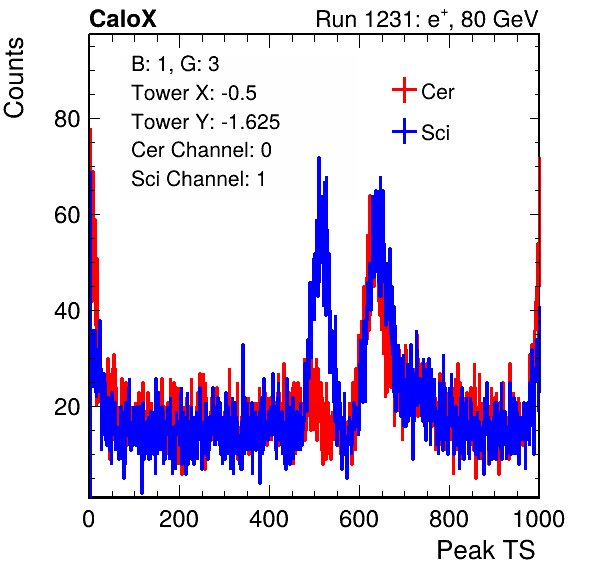 CaloX Run 1231: e⁺, 80 GeV
B: 1, G: 3
Tower X: -0.5
Tower Y: -1.625
Cer Channel: 0
Sci Channel: 1
Cer
Sci
Counts
80
60
40
20
0 200 400 600 800 1000
Peak TS